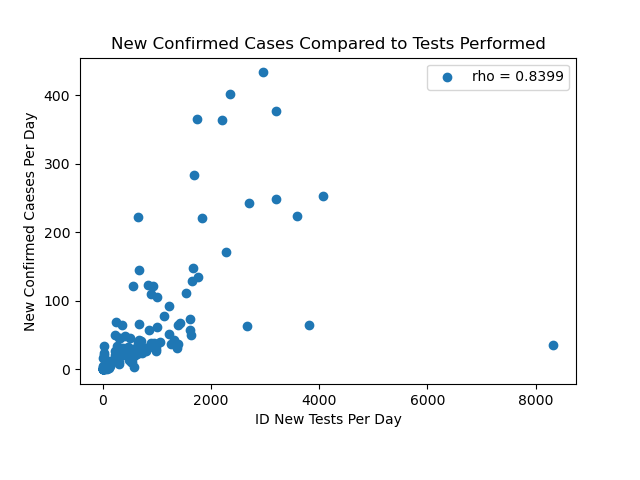 New Confirmed Cases Compared to Tests Performed
rho = 0.8399
400
300
200
100
0
New Confirmed Caeses Per Day
0 2000 4000 6000 8000
ID New Tests Per Day